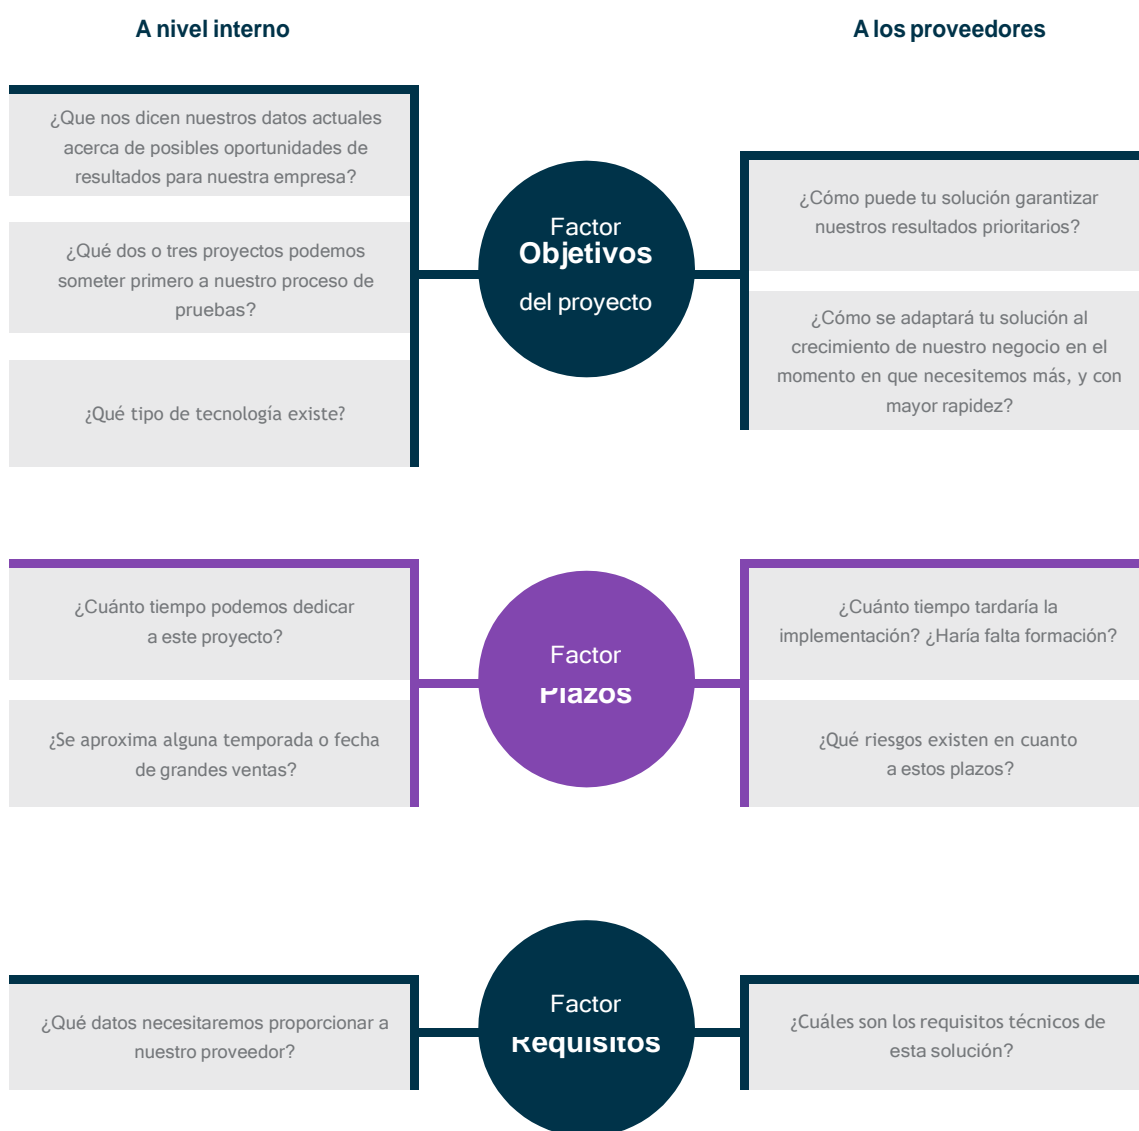 A nivel interno
A los proveedores
¿Que nos dicen nuestros datos actuales
acerca de posibles oportunidades de
resultados para nuestra empresa?
¿Qué dos o tres proyectos podemos
someter primero a nuestro proceso de
pruebas?
¿Qué tipo de tecnología existe?
Factor
Objetivos
del proyecto
¿Cómo puede tu solución garantizar
nuestros resultados prioritarios?
¿Cómo se adaptará tu solución al
crecimiento de nuestro negocio en el
momento en que necesitemos más, y con
mayor rapidez?
¿Cuánto tiempo podemos dedicar
a este proyecto?
¿Se aproxima alguna temporada o fecha
de grandes ventas?
Factor
Plazos
¿Cuánto tiempo tardaría la
implementación? ¿Haría falta formación?
¿Qué riesgos existen en cuanto
a estos plazos?
¿Qué datos necesitaremos proporcionar a
nuestro proveedor?
Factor
Requisitos
¿Cuáles son los requisitos técnicos de
esta solución?